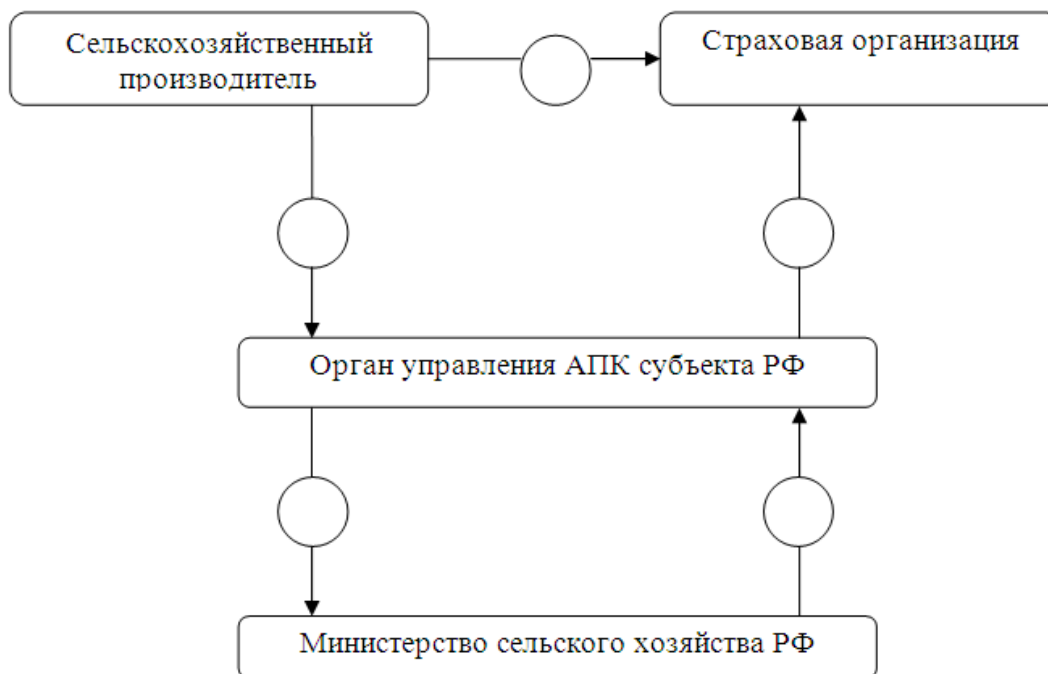 Сельскохозяйственный
производитель
Страховая организация
Орган управления АПК субъекта РФ
Министерство сельского хозяйства РФ